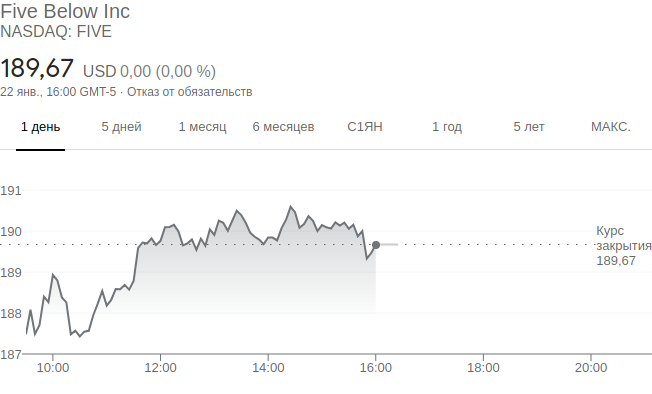 Five Below Inc
NASDAQ: FIVE
189,67 USD 0,00 (0,00 %)
22 янв., 16:00 GMT-5 · Отказ от обязательств
1 день 5 дней 1 месяц 6 месяцев С1ЯН 1 год 5 лет МАКС.
191
190
Курс
закрытия
189,67
189
188
187
10:00 12:00 14:00 16:00 18:00 20:00